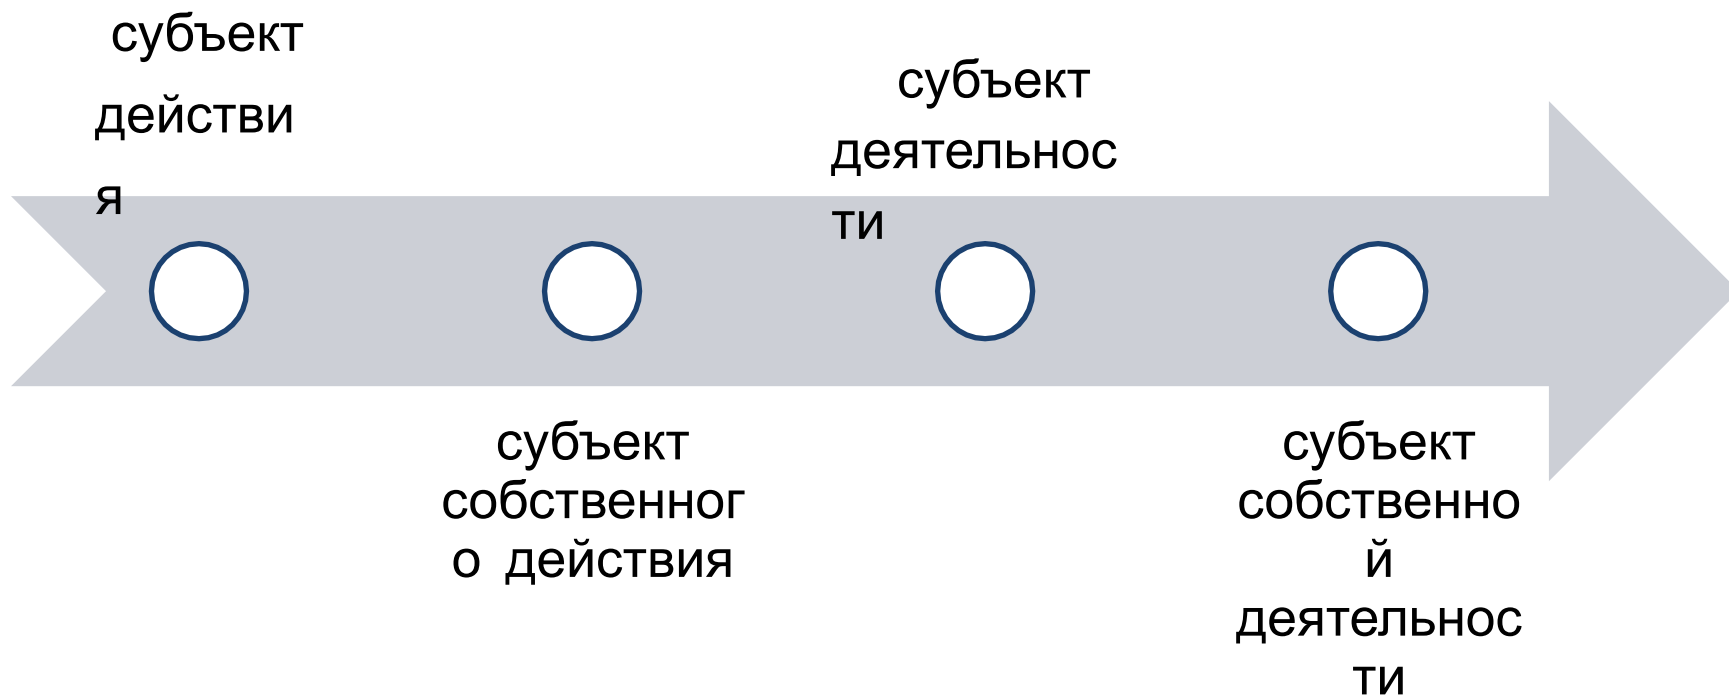 субъект
действи
я
субъект
собственног
о действия
субъект
деятельнос
ти
субъект
собственно
й
деятельнос
ти